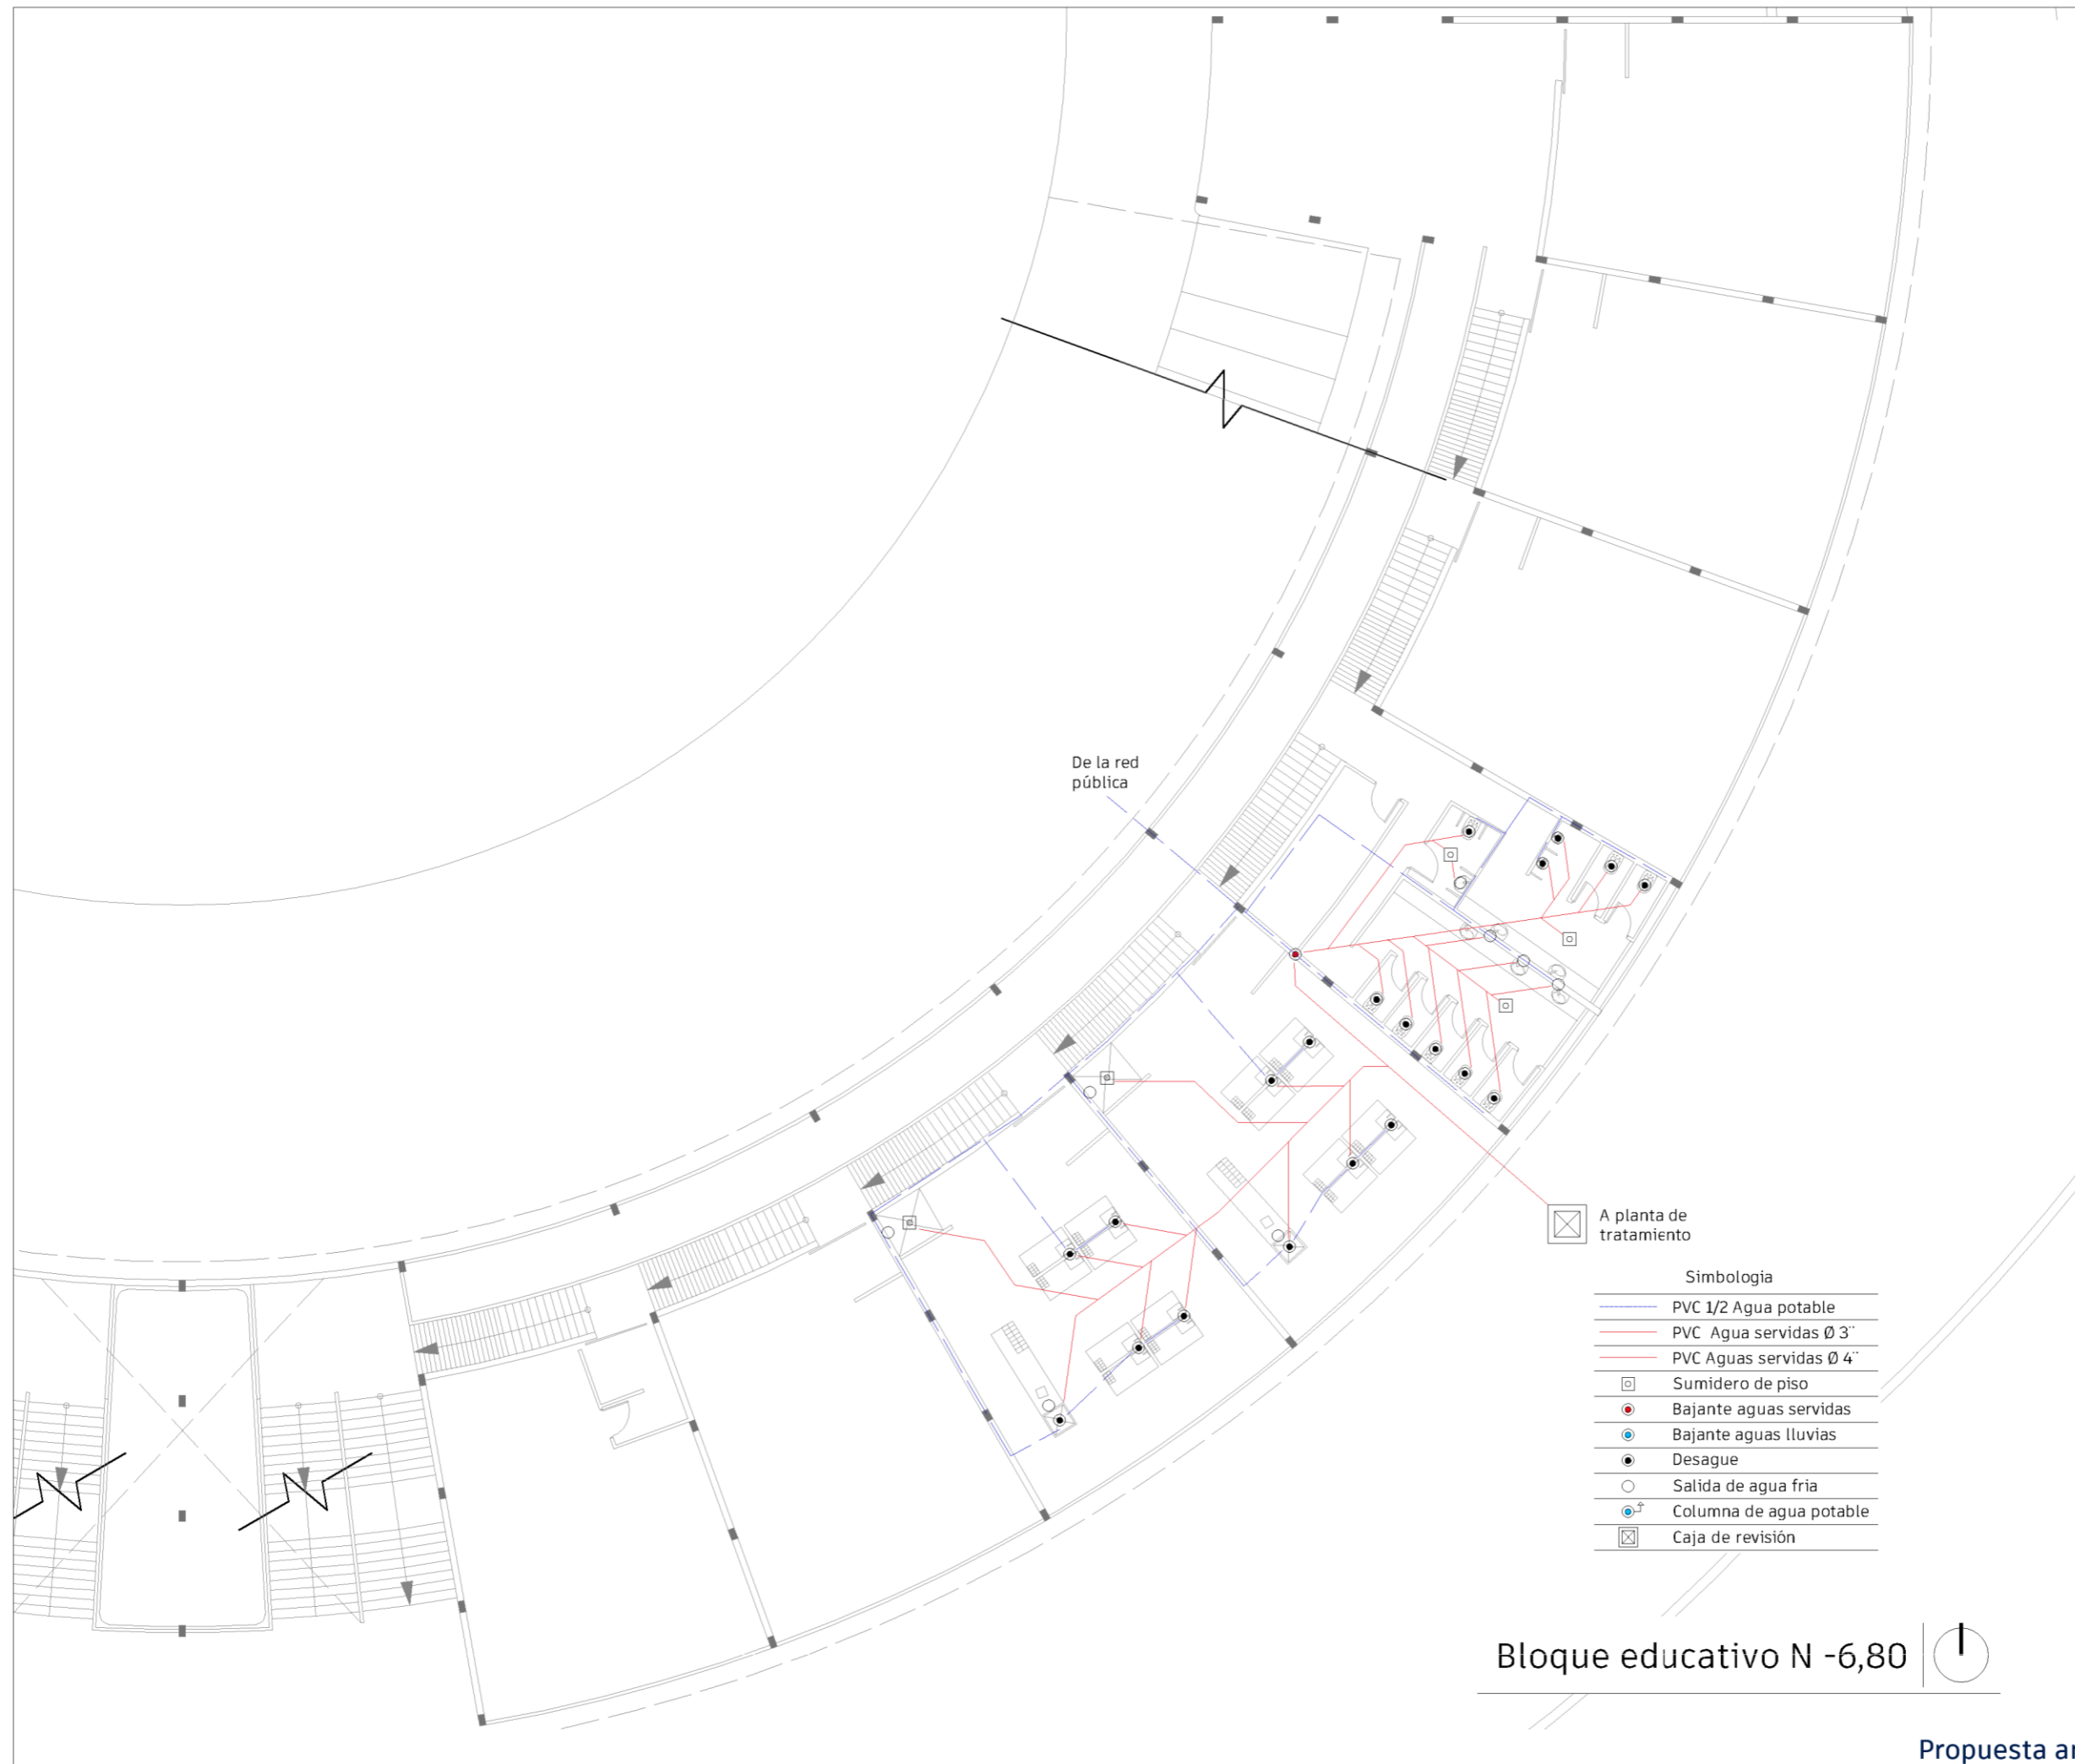 De la red
pública
A planta de
tratamiento
Simbologia
PVC 1/2 Agua potable
PVC Agua servidas Ø 3¨
PVC Aguas servidas Ø 4¨
Sumidero de piso
Bajante aguas servidas
Bajante aguas lluvias
Desague
Salida de agua fria
Columna de agua potable
Caja de revisión
Bloque educativo N -6,80
Propuesta